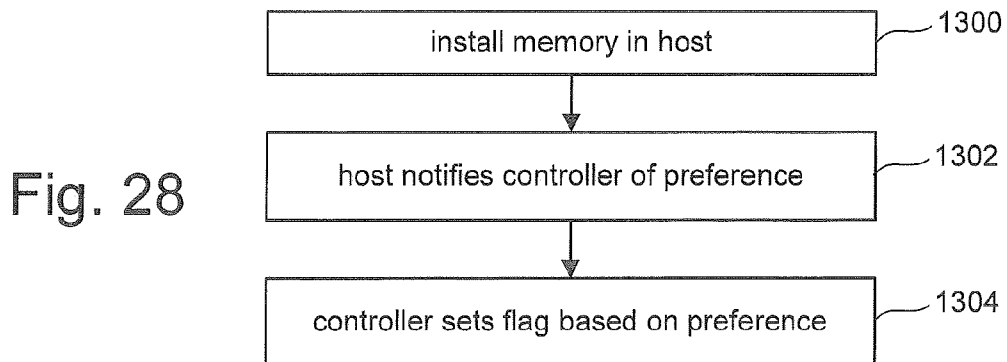 install memory in host
1300
host notifies controller of preference
1302
Fig. 28
controller sets flag based on preference
1304